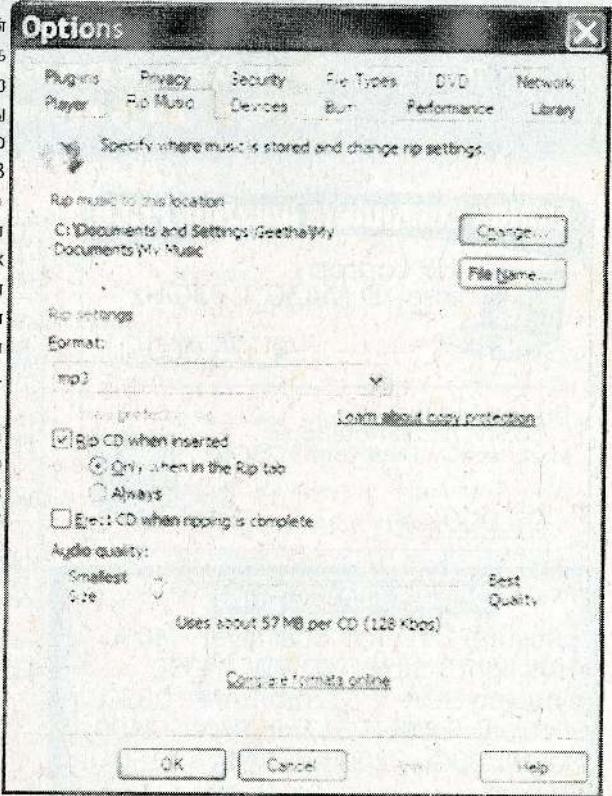 Options
Plug-ins Privacy Security File Types DVD Network
Player Rip Music Devices Burn Performance Library
Specify where music is stored and change rip settings.
Rip music to this location
C:\Documents and Settings\Geetha\My
Documents\My Music
Change...
File Name...
Rip settings
Format:
mp3
Learn about copy protection
Rip CD when inserted
Only when in the Rip tab
Always
Eject CD when ripping is complete
Audio quality:
Smallest
Size
Best
Quality
Uses about 57 MB per CD (128 Kbps)
Compare formats online
OK Cancel Help